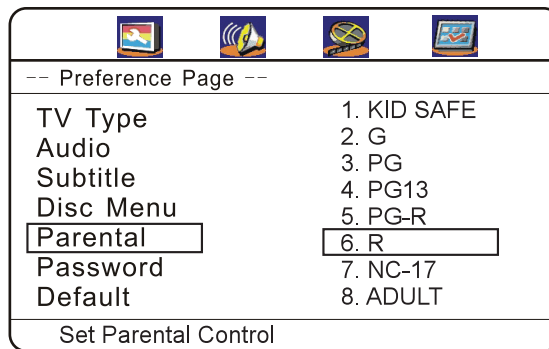 -- Preference Page --
TV Type
Audio
Subtitle
Disc Menu
Parental
Password
Default
1. KID SAFE
2. G
3. PG
4. PG13
5. PG-R
6. R
7. NC-17
8. ADULT
Set Parental Control